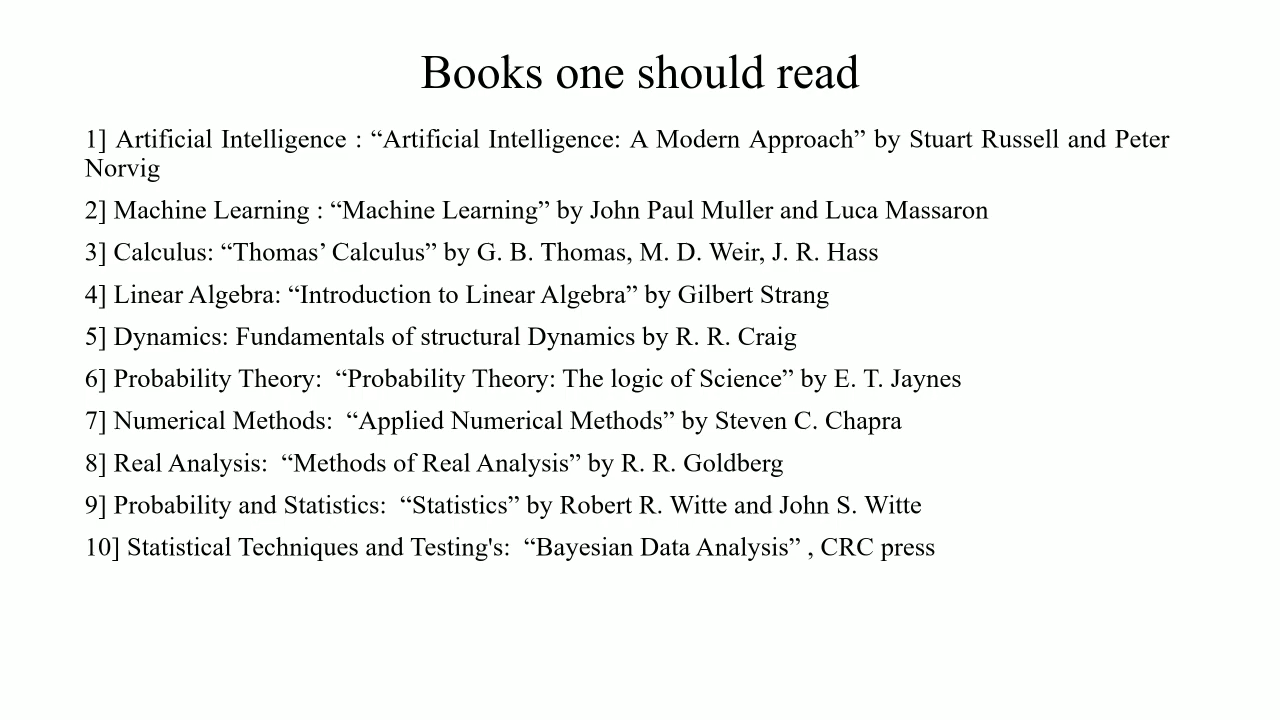 Books one should read
1] Artificial Intelligence : “Artificial Intelligence: A Modern Approach” by Stuart Russell and Peter
Norvig
2] Machine Learning : “Machine Learning” by John Paul Muller and Luca Massaron
3] Calculus: “Thomas’ Calculus” by G. B. Thomas, M. D. Weir, J. R. Hass
4] Linear Algebra: “Introduction to Linear Algebra” by Gilbert Strang
5] Dynamics: Fundamentals of structural Dynamics by R. R. Craig
6] Probability Theory:  “Probability Theory: The logic of Science” by E. T. Jaynes
7] Numerical Methods:  “Applied Numerical Methods” by Steven C. Chapra
8] Real Analysis:  “Methods of Real Analysis” by R. R. Goldberg
9] Probability and Statistics:  “Statistics” by Robert R. Witte and John S. Witte
10] Statistical Techniques and Testing's:  “Bayesian Data Analysis” , CRC press